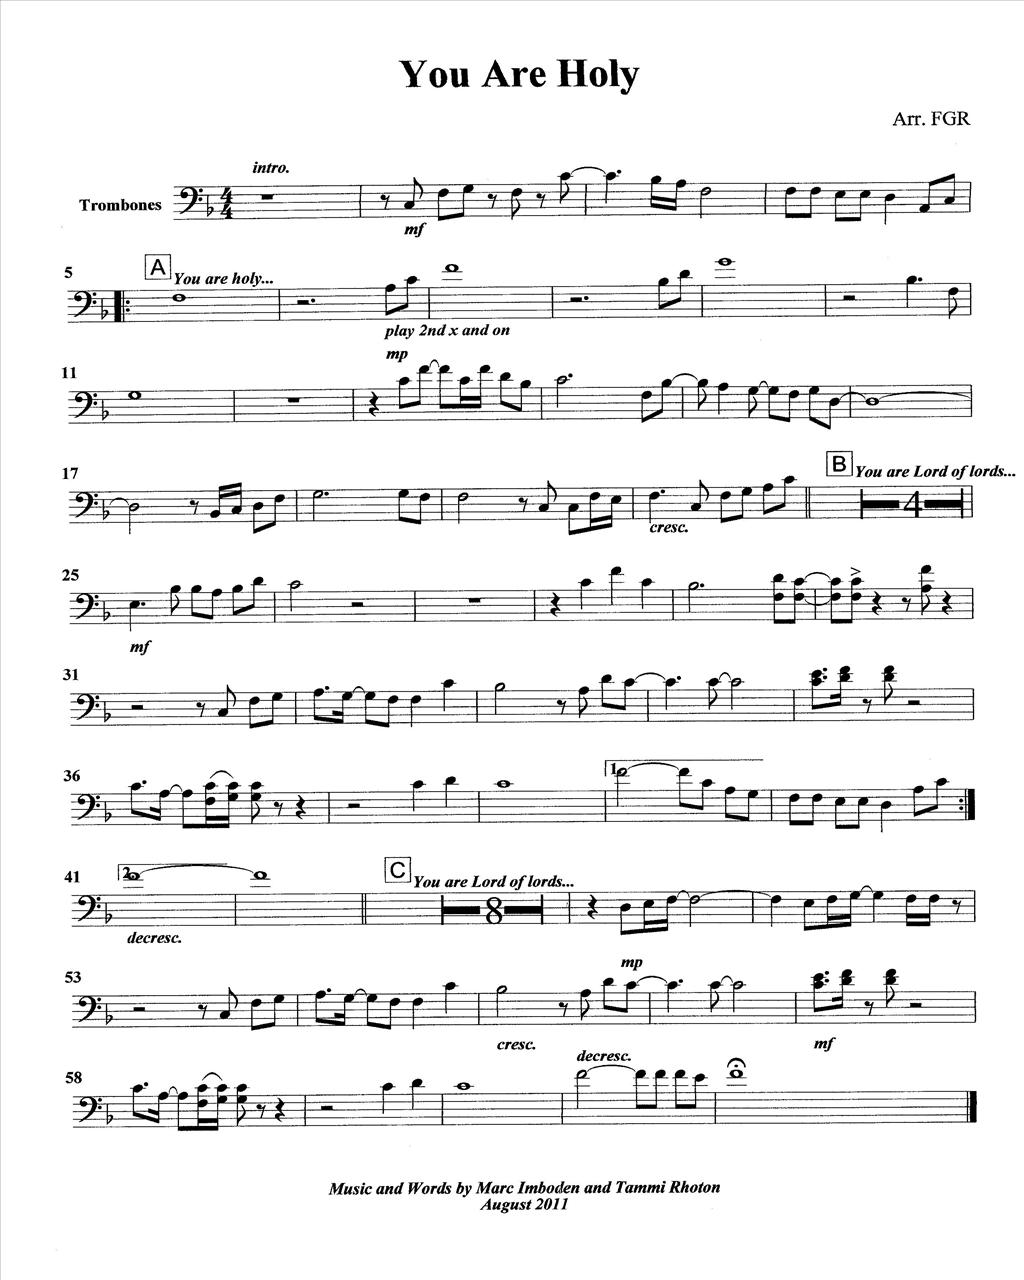 You Are Holy
Arr. FGR
intro.
Trombones
4
4
mf
5
A
You are holy...
play 2nd x and on
mp
11
17
B
You are Lord of lords...
4
cresc.
25
mf
31
36
1.
41
2.
C
You are Lord of lords...
8
decresc.
mp
53
cresc.
mf
decresc.
58
Music and Words by Marc Imboden and Tammi Rhoton
August 2011